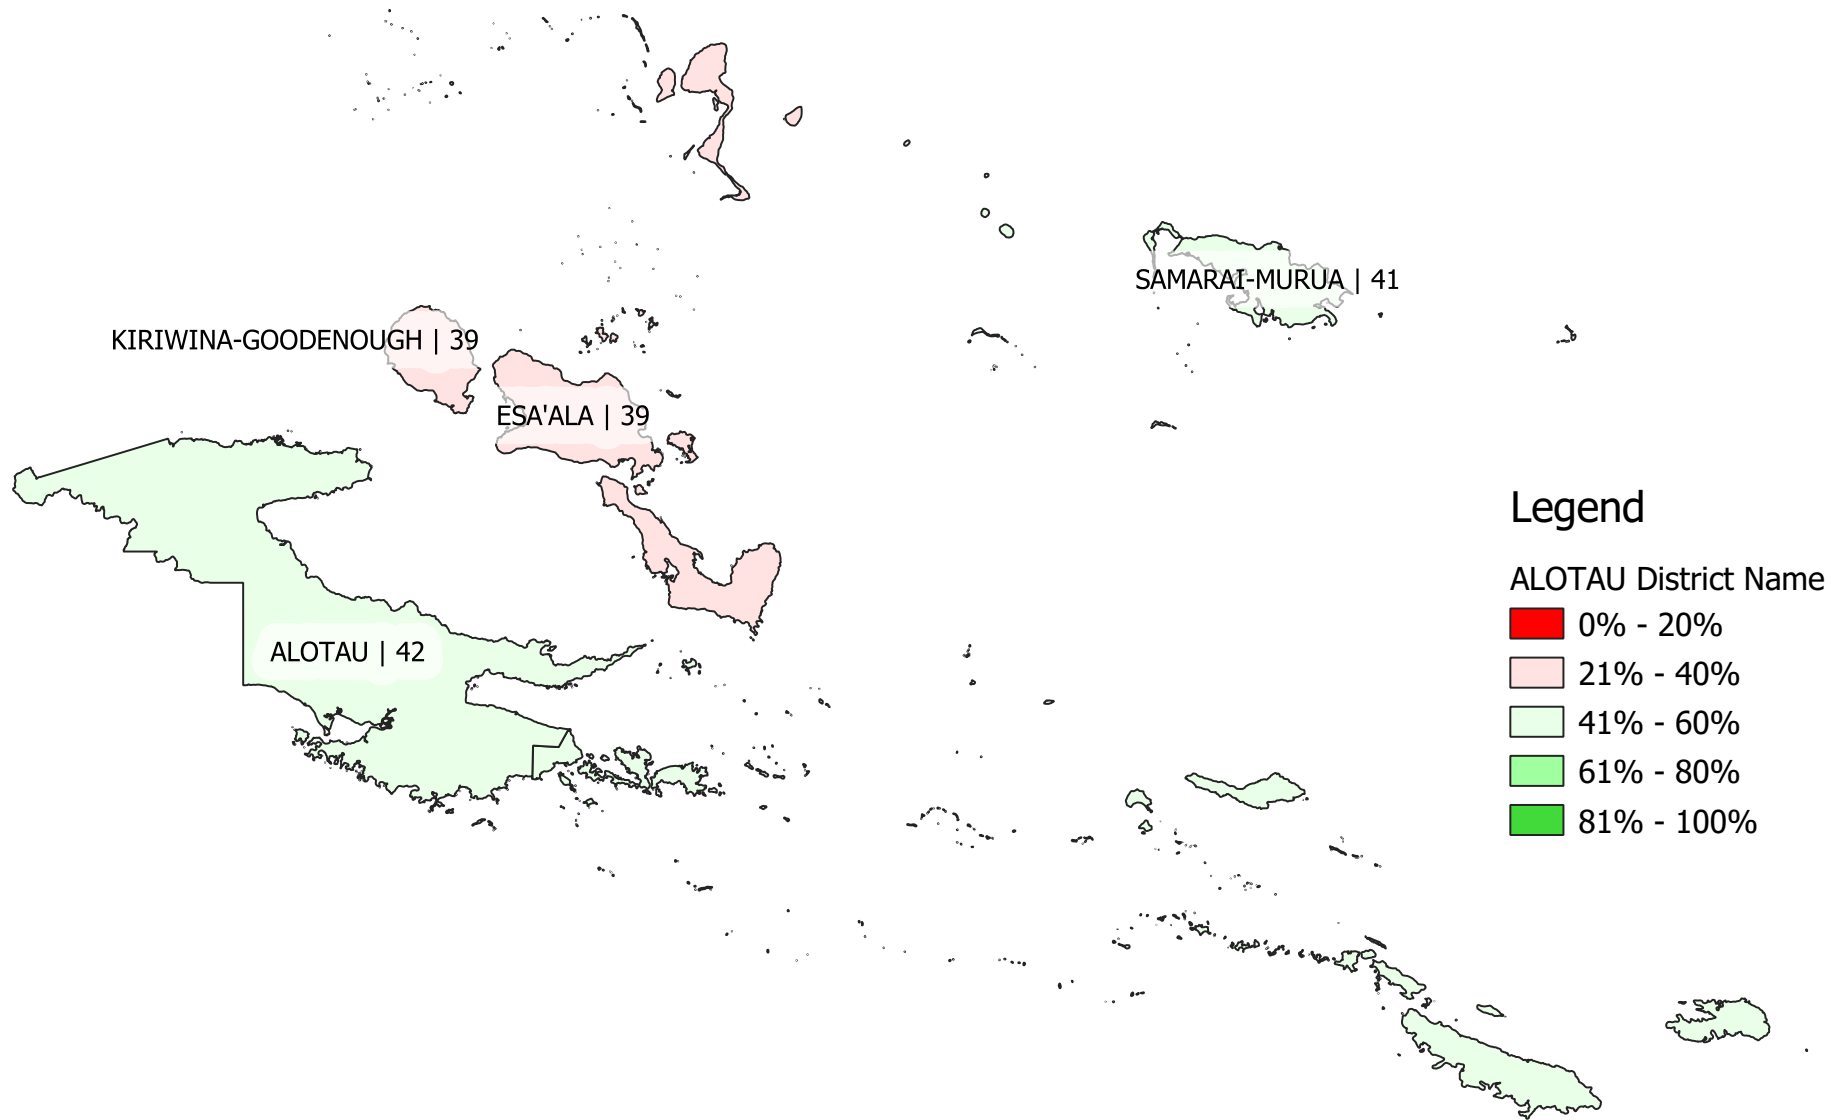 SAMARAI-MURUA | 41
KIRIWINA-GOODENOUGH | 39
ESA'ALA | 39
ALOTAU | 42
Legend
ALOTAU District Name
0% - 20%
21% - 40%
41% - 60%
61% - 80%
81% - 100%